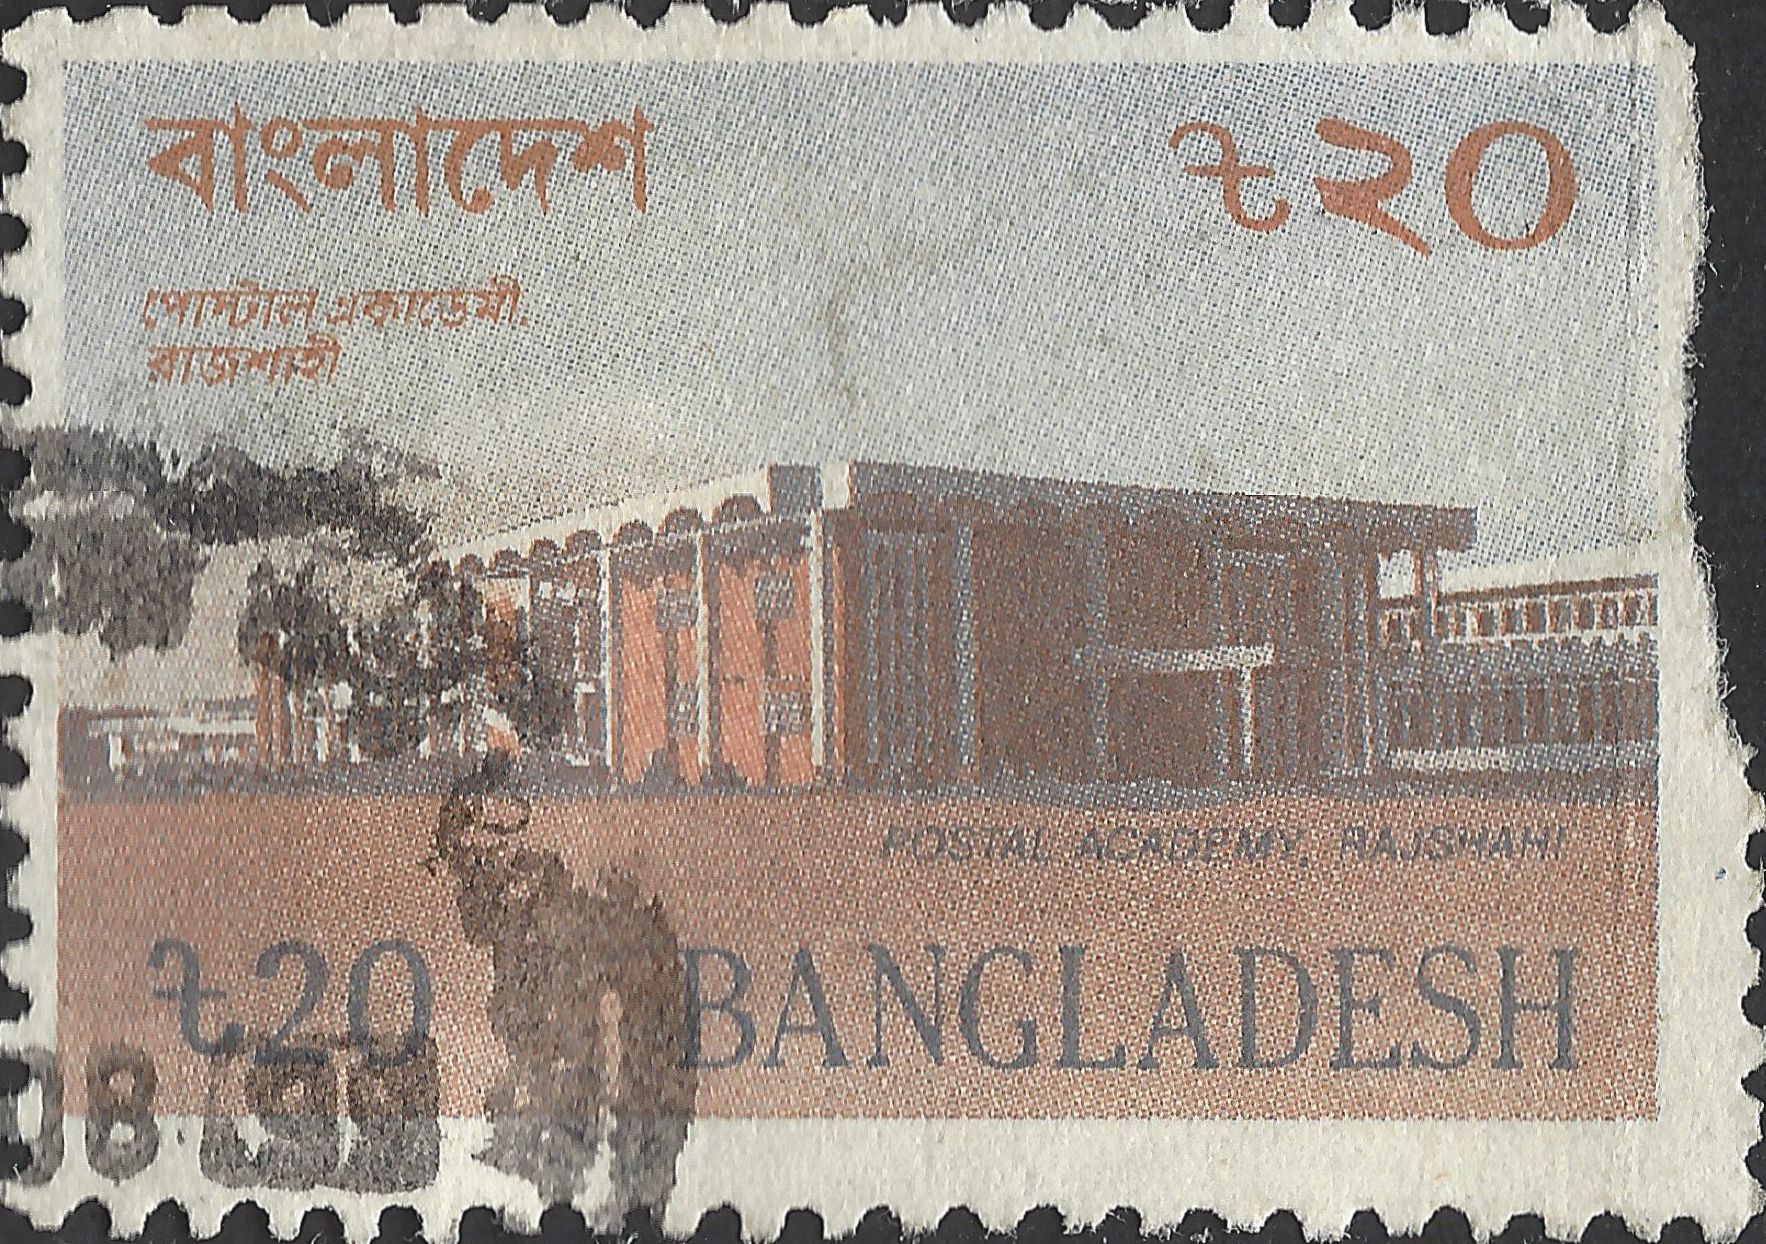 বাংলাদেশ
৳২০
পোস্টাল একাডেমী.
রাজশাহী
POSTAL ACADEMY, RAJSHAHI
৳20 BANGLADESH